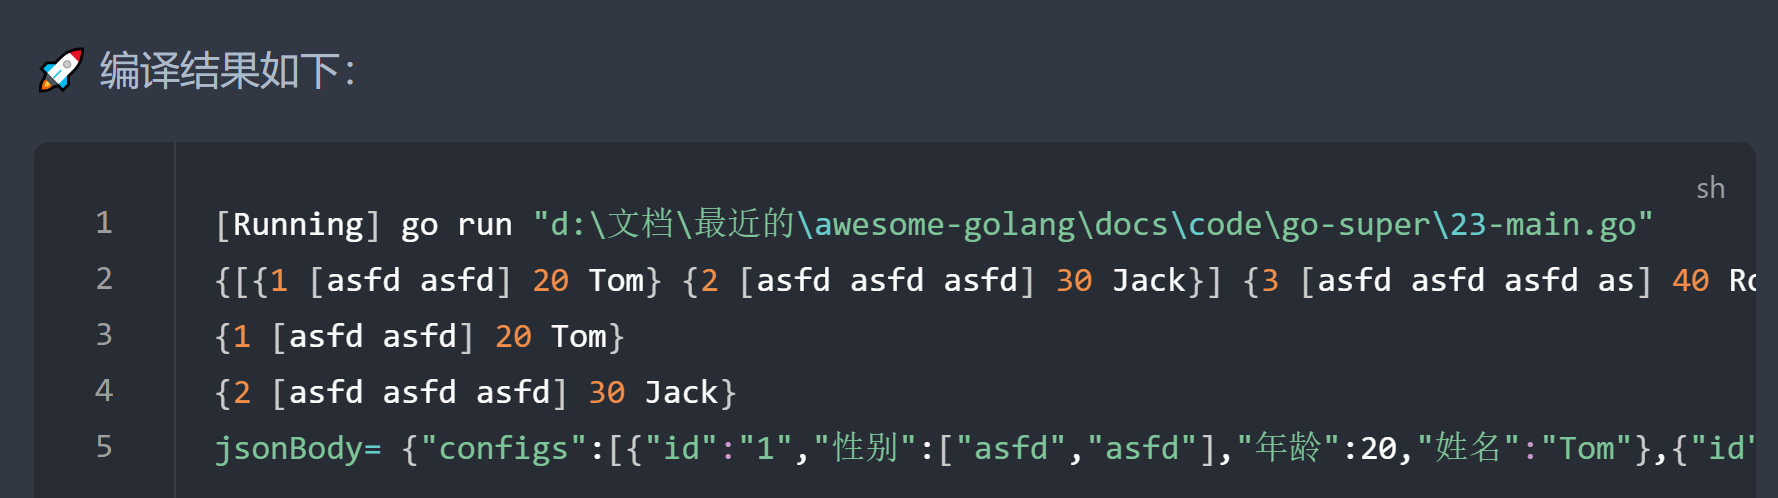 🚀 编译结果如下：
sh
1 [Running] go run "d:\文档\最近的\awesome-golang\docs\code\go-super\23-main.go"
2 {[{1 [asfd asfd] 20 Tom} {2 [asfd asfd asfd] 30 Jack}] {3 [asfd asfd asfd as] 40
3 {1 [asfd asfd] 20 Tom}
4 {2 [asfd asfd asfd] 30 Jack}
5 jsonBody= {"configs":[{"id":"1","性别":["asfd","asfd"],"年龄":20,"姓名":"Tom"},{"id"